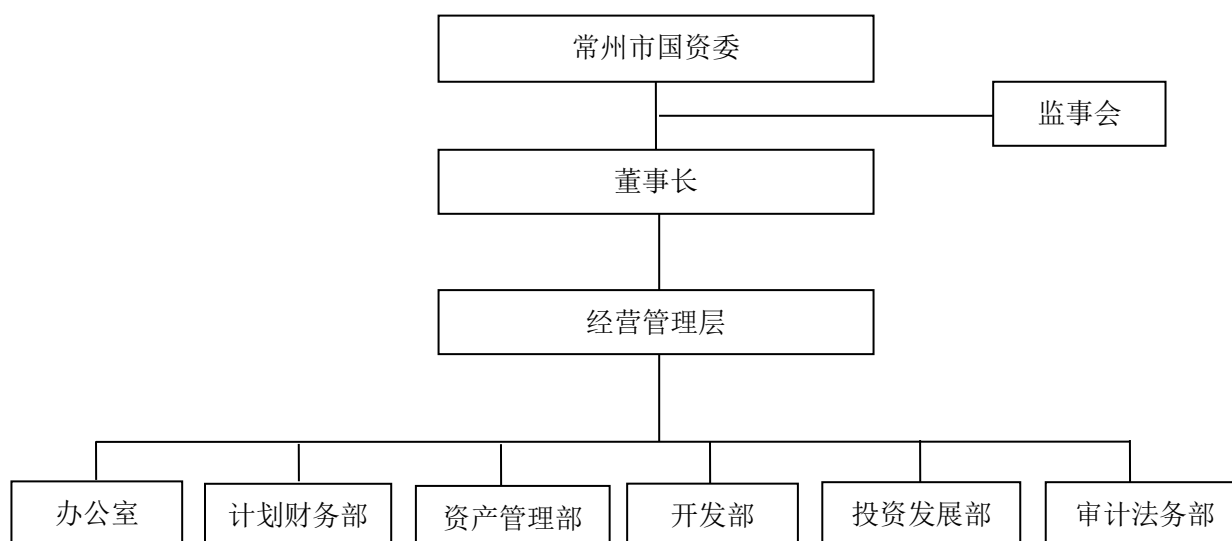 常州市国资委
监事会
董事长
经营管理层
办公室
计划财务部
资产管理部
开发部
投资发展部
审计法务部